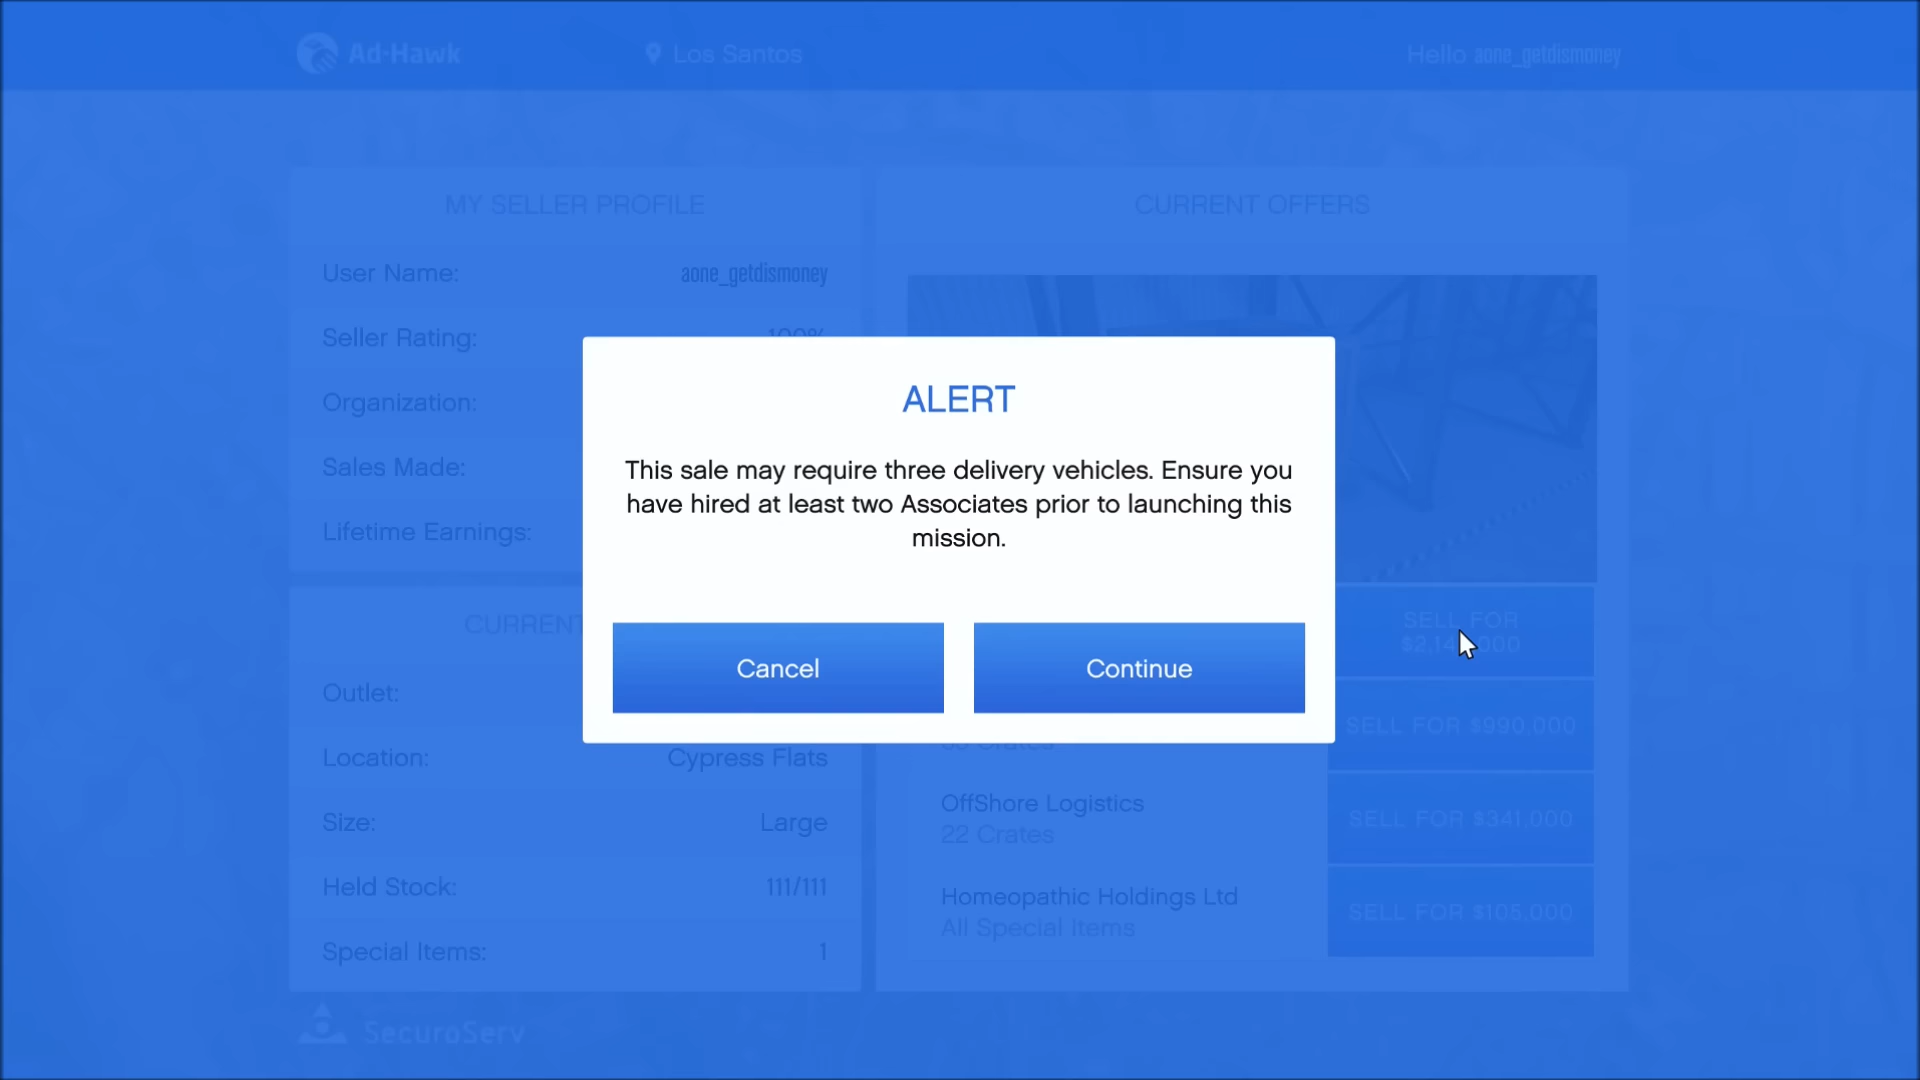 Ad-Hawk
Los Santos
Hello aone_getdismoney
MY SELLER PROFILE
User Name: aone_getdismoney
Seller Rating: 100%
Organization:
Sales Made:
Lifetime Earnings:
CURRENT
Outlet:
Location: Cypress Flats
Size: Large
Held Stock: 111/111
Special Items: 1
CURRENT OFFERS
SELL FOR
SELL FOR $990,000
OffShore Logistics
22 Crates
SELL FOR $341,000
Homeopathic Holdings Ltd
All Special Items
SELL FOR $105,000
ALERT
This sale may require three delivery vehicles. Ensure you
have hired at least two Associates prior to launching this
mission.
Cancel
Continue
SecuroServ